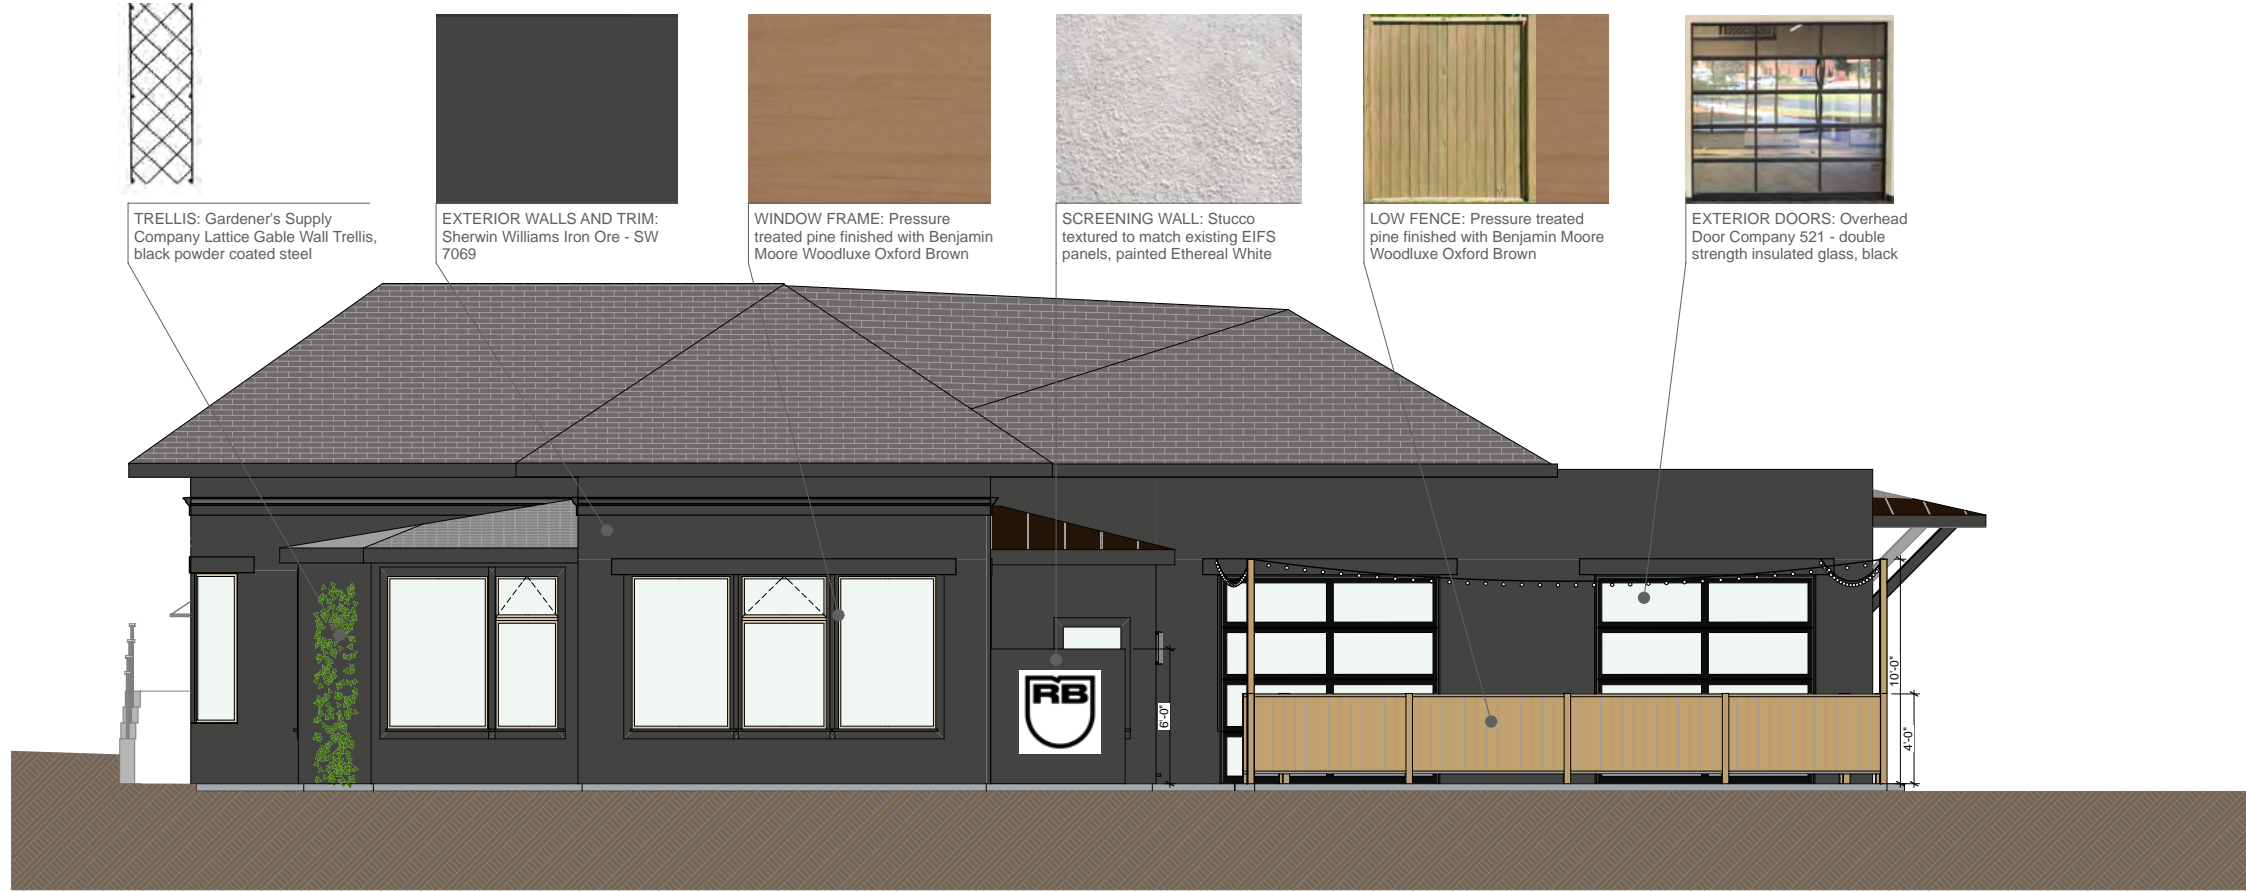 TRELLIS: Gardener's Supply
Company Lattice Gable Wall Trellis,
black powder coated steel
EXTERIOR WALLS AND TRIM:
Sherwin Williams Iron Ore - SW
7069
WINDOW FRAME: Pressure
treated pine finished with Benjamin
Moore Woodluxe Oxford Brown
SCREENING WALL: Stucco
textured to match existing EIFS
panels, painted Ethereal White
LOW FENCE: Pressure treated
pine finished with Benjamin Moore
Woodluxe Oxford Brown
EXTERIOR DOORS: Overhead
Door Company 521 - double
strength insulated glass, black
RB
6'-0"
10'-0"
4'-0"